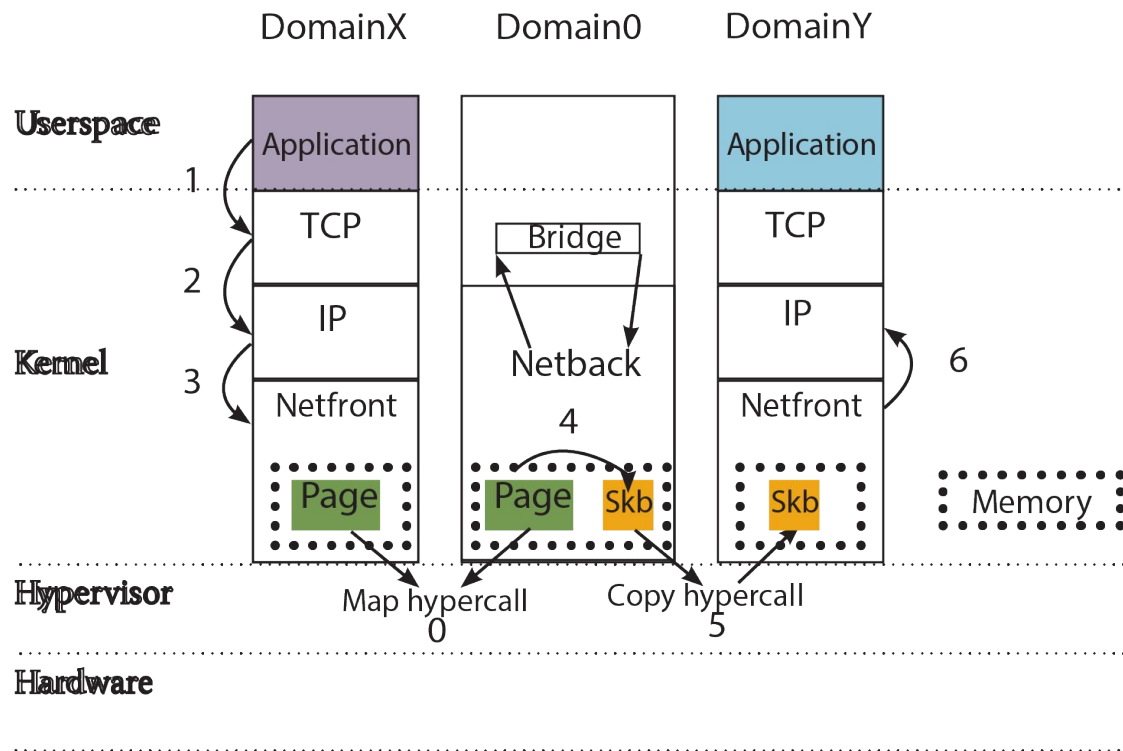 DomainX Domain0 DomainY
Userspace
Application Application
1
TCP Bridge TCP
2
IP IP
Kernel
Netback
6
3
Netfront Netfront
4
Page Page Skb Skb Memory
Hypervisor
Map hypercall Copy hypercall
0 5
Hardware